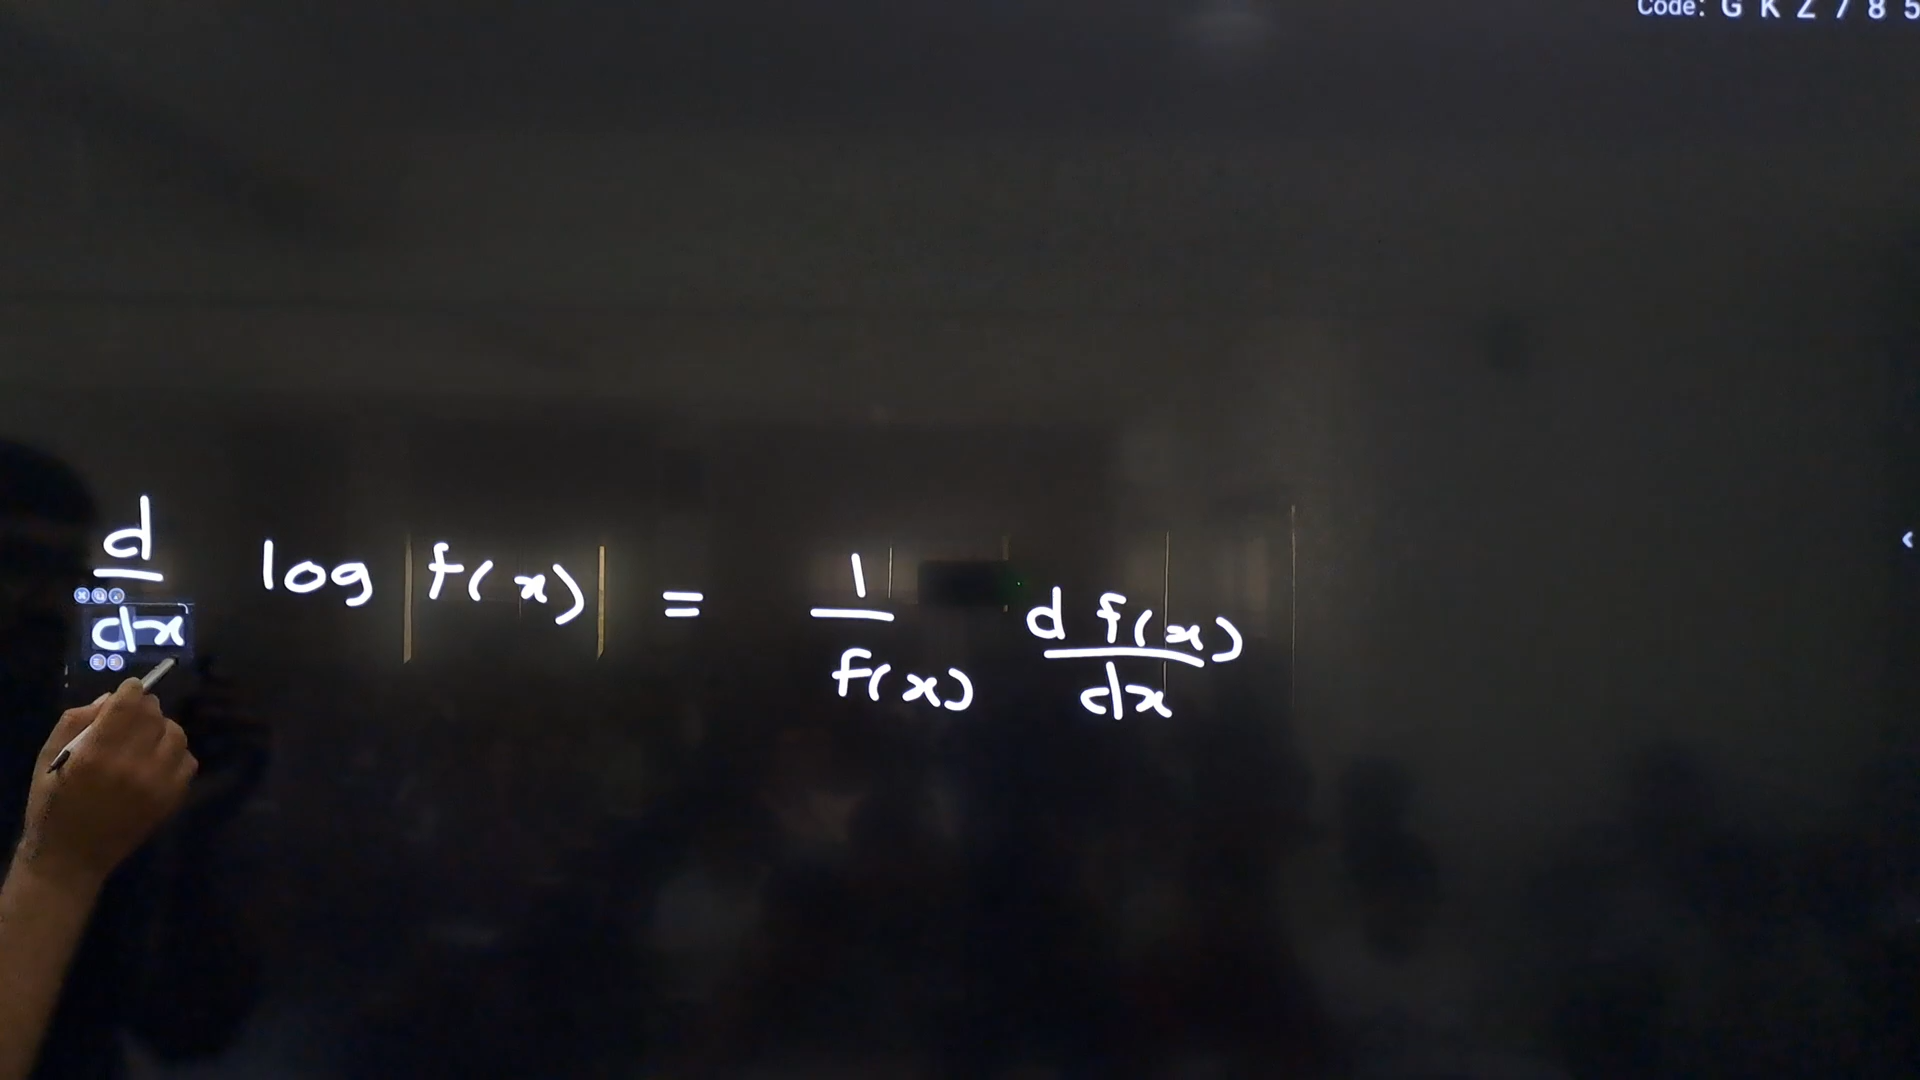 Code: G K Z 7 8 5
d/dx log |f(x)| = 1/f(x) d f(x)/dx